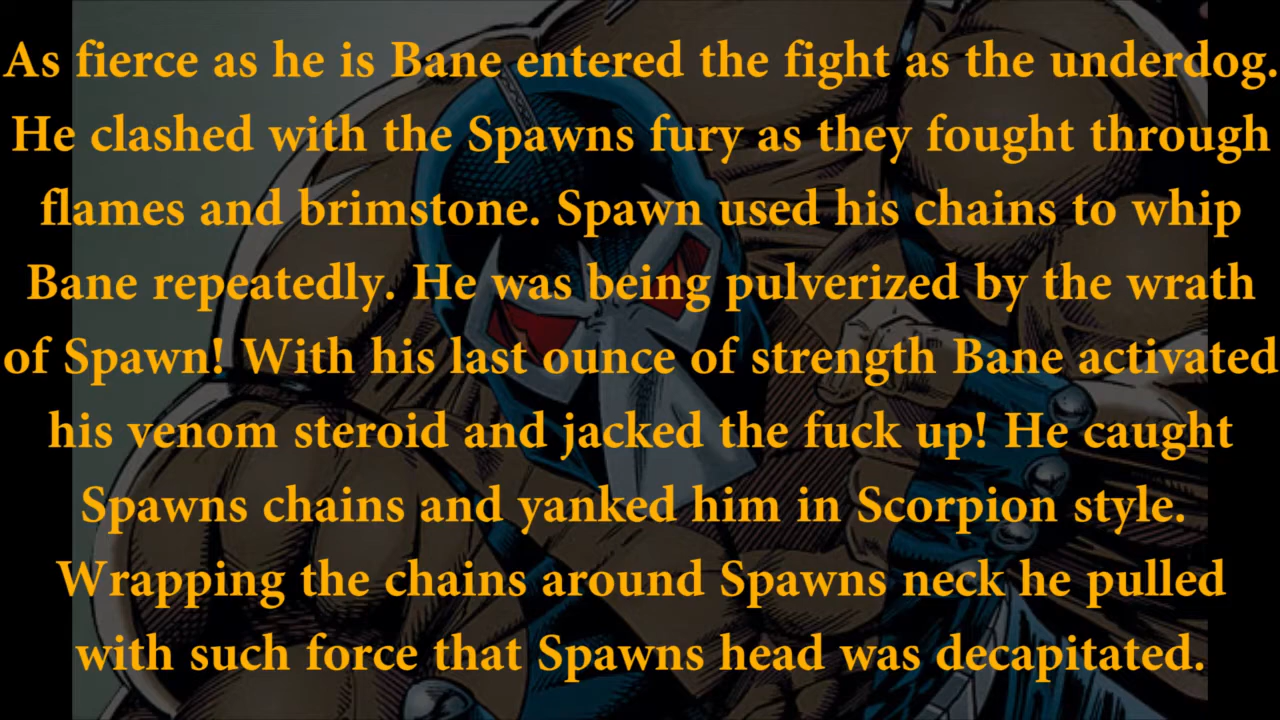 As fierce as he is Bane entered the fight as the underdog.
He clashed with the Spawns fury as they fought through
flames and brimstone. Spawn used his chains to whip
Bane repeatedly. He was being pulverized by the wrath
of Spawn! With his last ounce of strength Bane activated
his venom steroid and jacked the fuck up! He caught
Spawns chains and yanked him in Scorpion style.
Wrapping the chains around Spawns neck he pulled
with such force that Spawns head was decapitated.